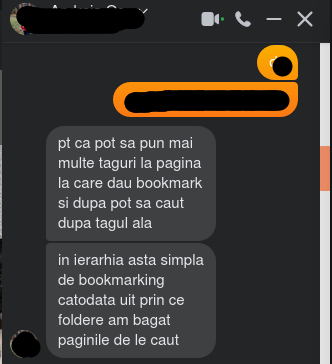 pt ca pot sa pun mai
multe taguri la pagina
la care dau bookmark
si dupa pot sa caut
dupa tagul ala
in ierarhia asta simpla
de bookmarking
catodata uit prin ce
foldere am bagat
paginile de le caut